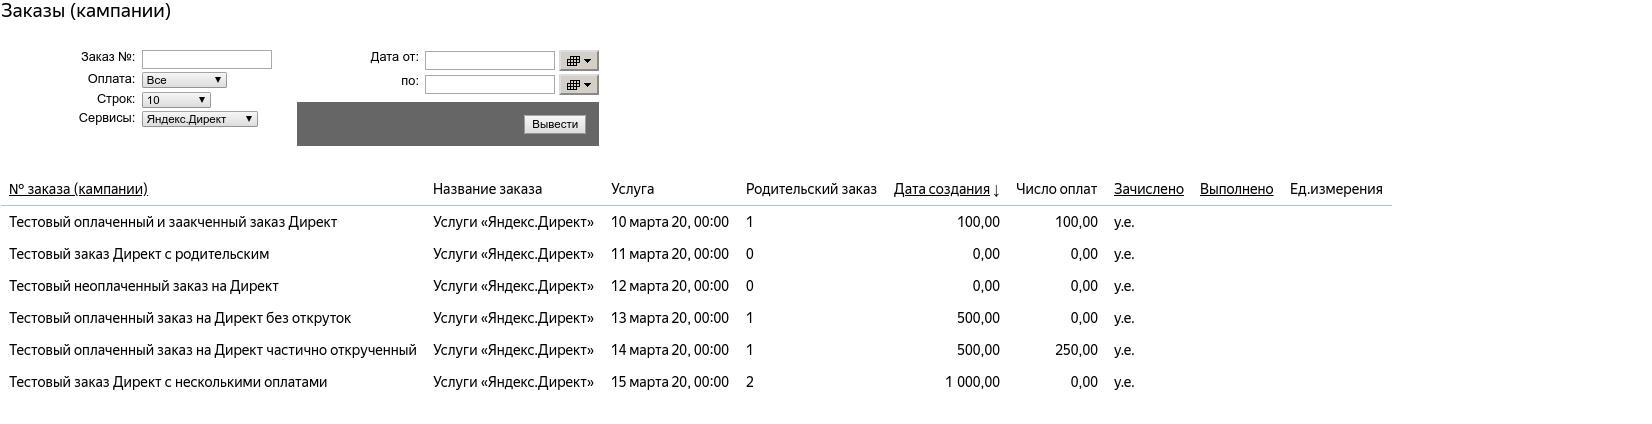 Заказы (кампании)
Заказ №:
Дата от:
Оплата: Все
по:
Строк: 10
Сервисы: Яндекс.Директ
Вывести
№ заказа (кампании) Название заказа Услуга Родительский заказ Дата создания ↓ Число оплат Зачислено Выполнено Ед.измерения
Тестовый оплаченный и заакченный заказ Директ Услуги «Яндекс.Директ» 10 марта 20, 00:00 1 100,00 100,00 у.е.
Тестовый заказ Директ с родительским Услуги «Яндекс.Директ» 11 марта 20, 00:00 0 0,00 0,00 у.е.
Тестовый неоплаченный заказ на Директ Услуги «Яндекс.Директ» 12 марта 20, 00:00 0 0,00 0,00 у.е.
Тестовый оплаченный заказ на Директ без откруток Услуги «Яндекс.Директ» 13 марта 20, 00:00 1 500,00 0,00 у.е.
Тестовый оплаченный заказ на Директ частично открученный Услуги «Яндекс.Директ» 14 марта 20, 00:00 1 500,00 250,00 у.е.
Тестовый заказ Директ с несколькими оплатами Услуги «Яндекс.Директ» 15 марта 20, 00:00 2 1 000,00 0,00 у.е.